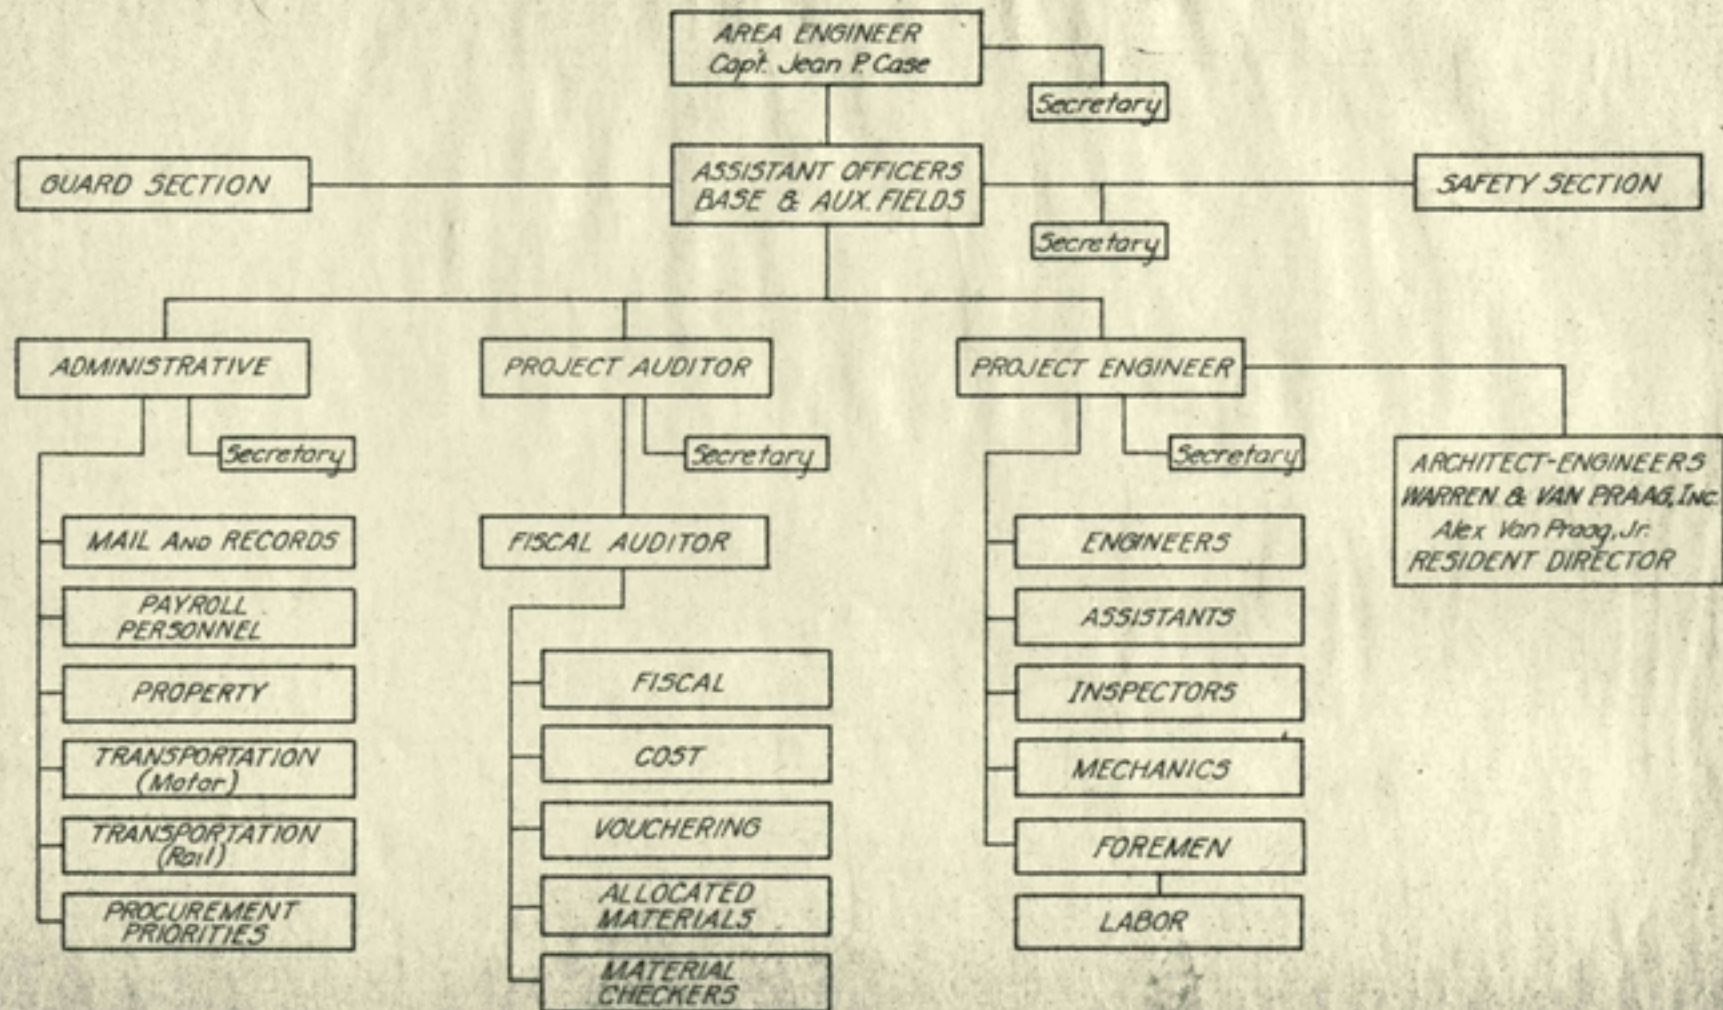 AREA ENGINEER
Capt. Jean P. Case
Secretary
GUARD SECTION
ASSISTANT OFFICERS
BASE & AUX. FIELDS
SAFETY SECTION
Secretary
ADMINISTRATIVE
PROJECT AUDITOR
PROJECT ENGINEER
Secretary
Secretary
Secretary
ARCHITECT-ENGINEERS
WARREN & VAN PRAAG, INC.
Alex Van Praag, Jr.
RESIDENT DIRECTOR
MAIL AND RECORDS
PAYROLL
PERSONNEL
PROPERTY
TRANSPORTATION
(Motor)
TRANSPORTATION
(Rail)
PROCUREMENT
PRIORITIES
FISCAL AUDITOR
FISCAL
COST
VOUCHERING
ALLOCATED
MATERIALS
MATERIAL
CHECKERS
ENGINEERS
ASSISTANTS
INSPECTORS
MECHANICS
FOREMEN
LABOR